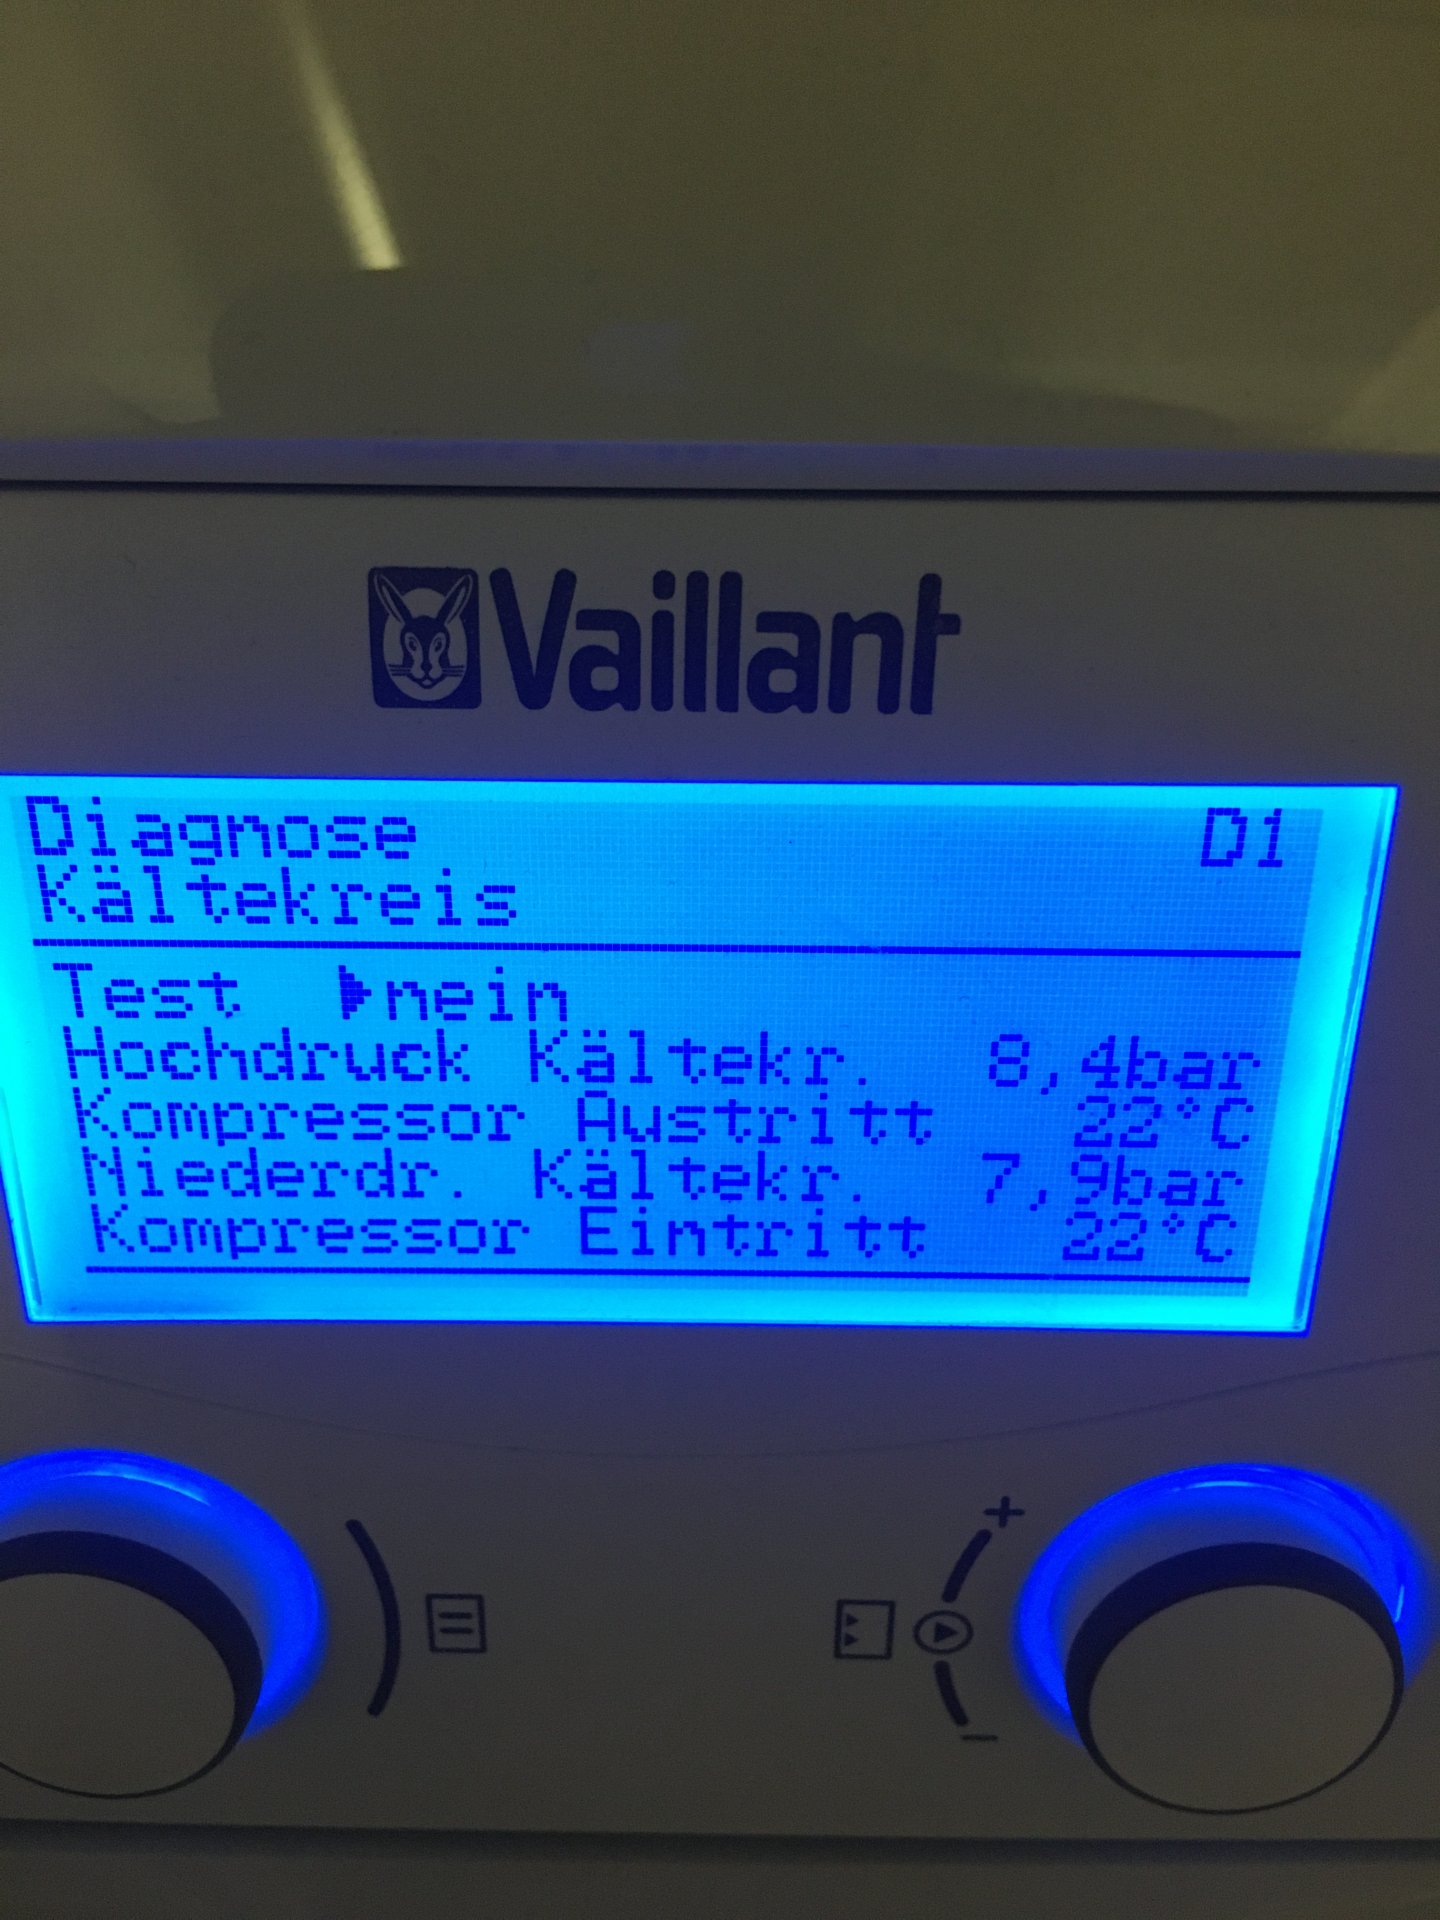 Vaillant
Diagnose D1
Kältekreis
Test ▶nein
Hochdruck Kältekr. 8,4bar
Kompressor Austritt 22°C
Niederdr. Kältekr. 7,9bar
Kompressor Eintritt 22°C
+
−